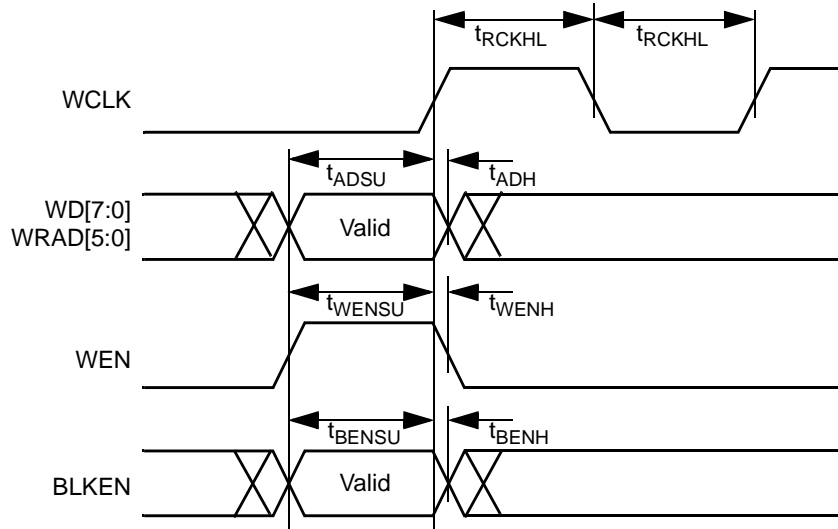 tRCKHL tRCKHL
WCLK
tADSU tADH
WD[7:0]
WRAD[5:0]
Valid
tWENSU tWENH
WEN
tBENSU tBENH
BLKEN
Valid